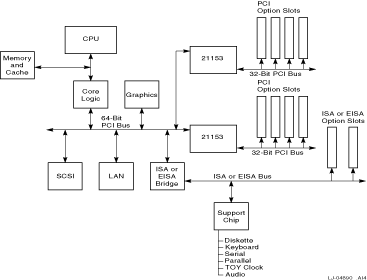 PCI
Option Slots
CPU
Memory
and
Cache
21153
32-Bit PCI Bus
Core
Logic
Graphics
PCI
Option Slots
64-Bit
PCI Bus
ISA or EISA
Option Slots
21153
32-Bit PCI Bus
SCSI
LAN
ISA or
EISA
Bridge
ISA or EISA Bus
Support
Chip
Diskette
Keyboard
Serial
Parallel
TOY Clock
Audio
LJ-04690 .AI4